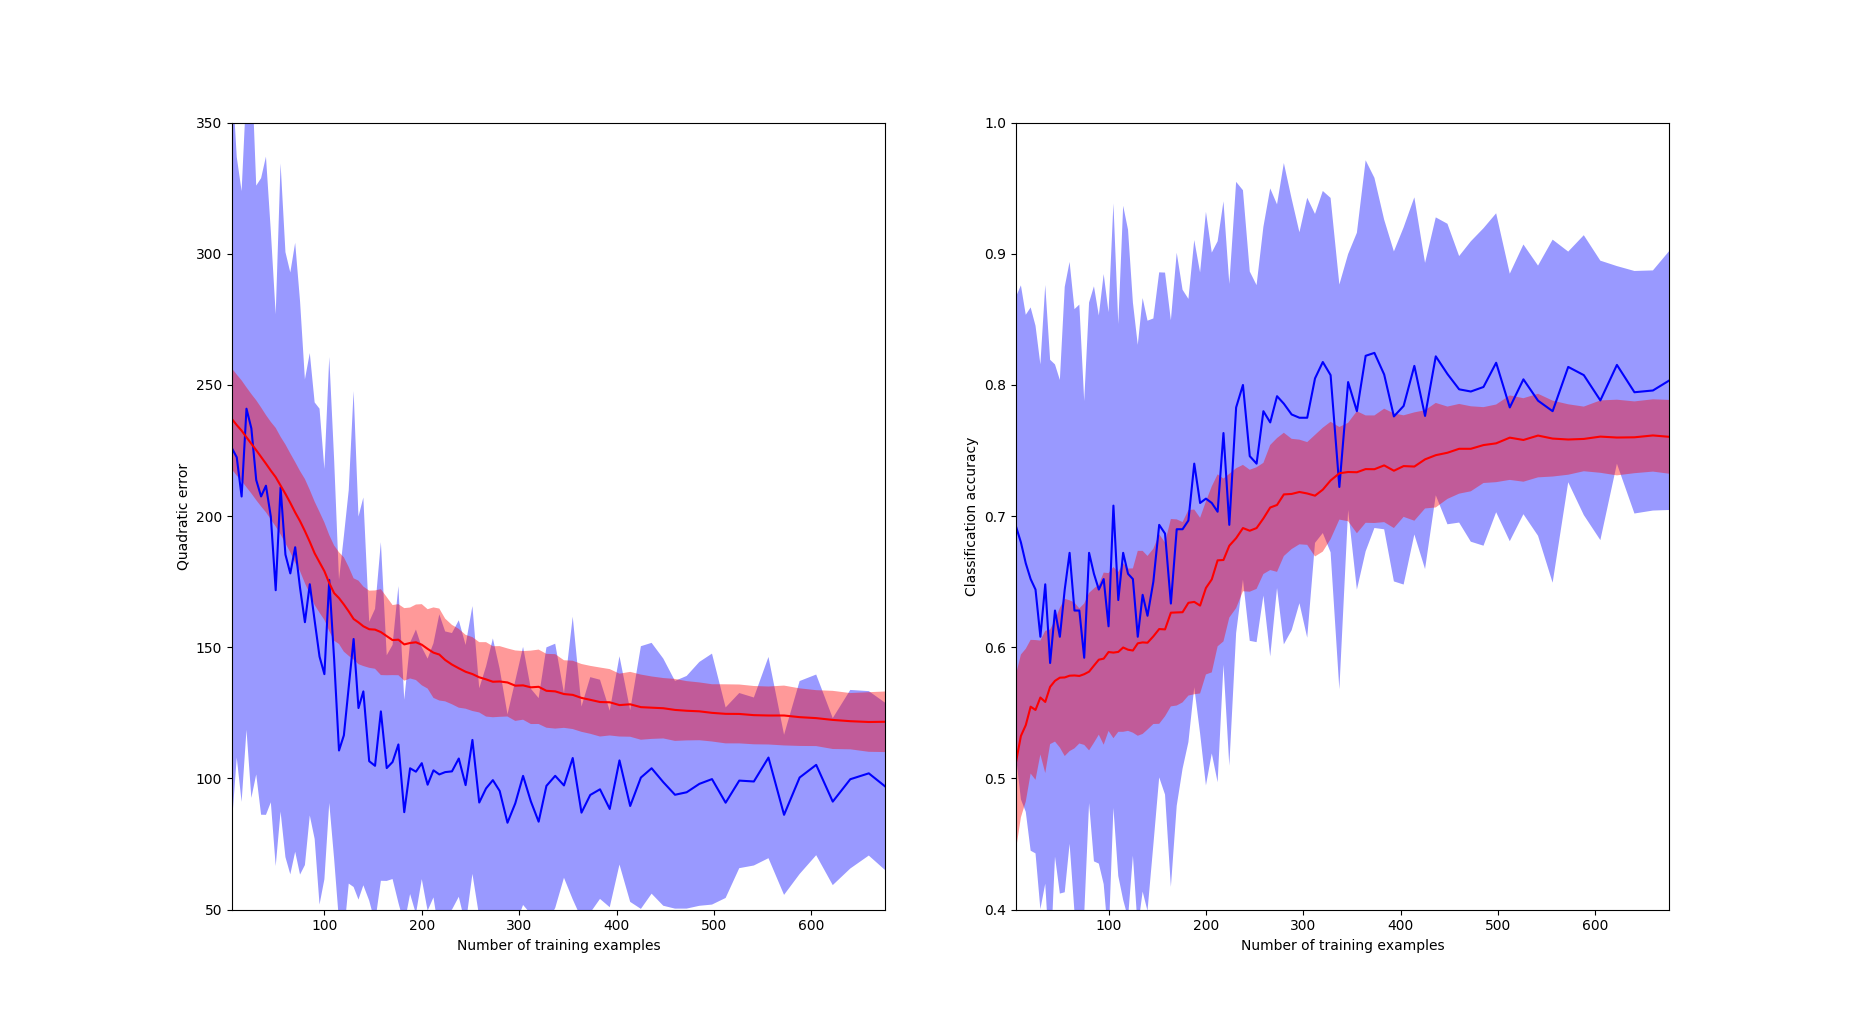 350
300
250
200
150
100
50
Quadratic error
100 200 300 400 500 600
Number of training examples
1.0
0.9
0.8
0.7
0.6
0.5
0.4
Classification accuracy
100 200 300 400 500 600
Number of training examples